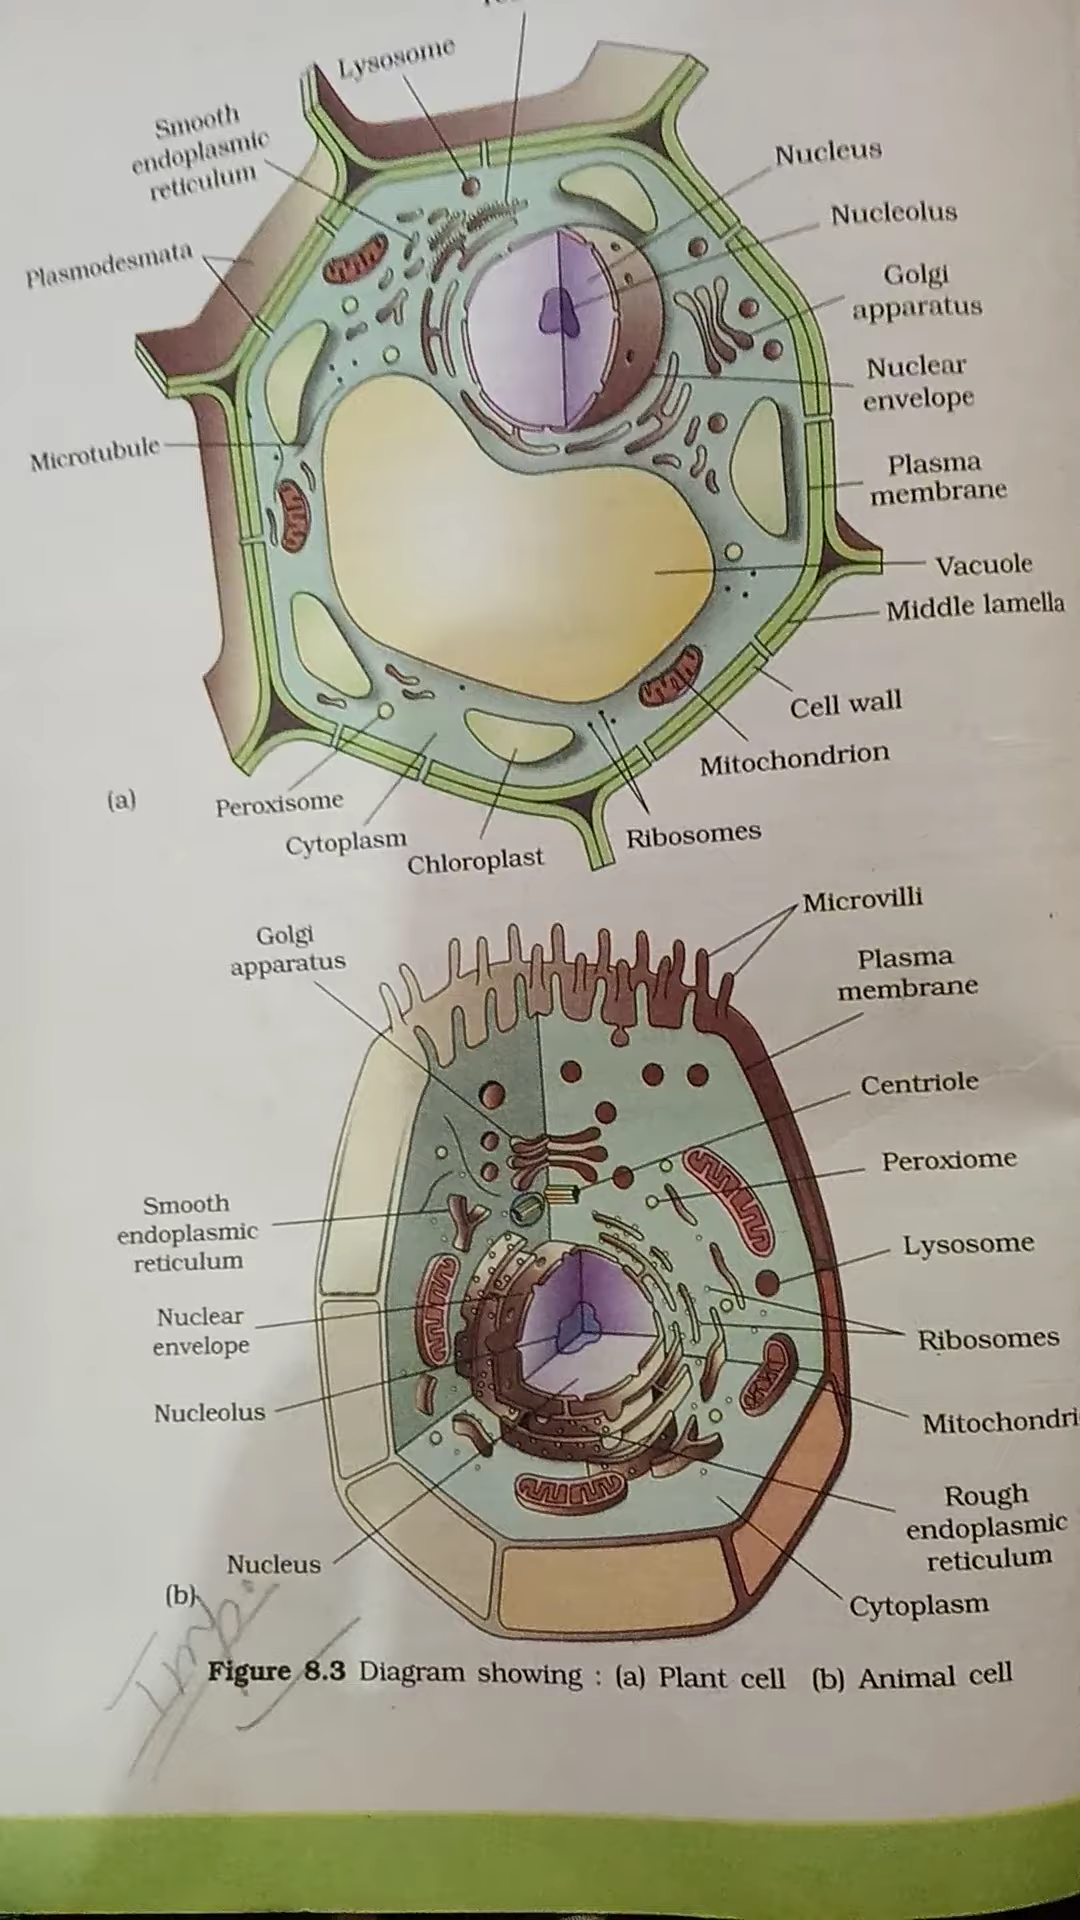 Lysosome
Smooth
endoplasmic
reticulum
Nucleus
Nucleolus
Plasmodesmata
Golgi
apparatus
Nuclear
envelope
Microtubule
Plasma
membrane
Vacuole
Middle lamella
Cell wall
Mitochondrion
(a)
Peroxisome
Cytoplasm
Chloroplast
Ribosomes
Microvilli
Golgi
apparatus
Plasma
membrane
Centriole
Peroxiome
Smooth
endoplasmic
reticulum
Lysosome
Nuclear
envelope
Ribosomes
Nucleolus
Mitochondri
Rough
endoplasmic
reticulum
Nucleus
(b)
Cytoplasm
Imp.
Figure 8.3 Diagram showing : (a) Plant cell (b) Animal cell